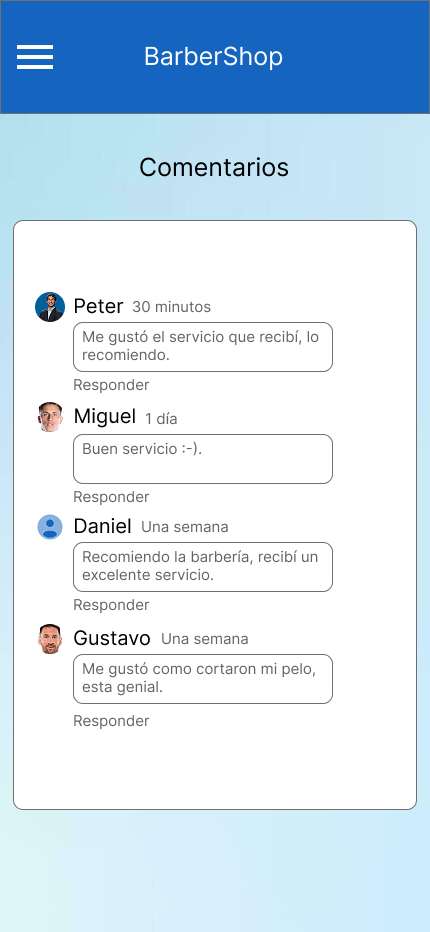 BarberShop
Comentarios
Peter 30 minutos
Me gustó el servicio que recibí, lo
recomiendo.
Responder
Miguel 1 día
Buen servicio :-).
Responder
Daniel Una semana
Recomiendo la barbería, recibí un
excelente servicio.
Responder
Gustavo Una semana
Me gustó como cortaron mi pelo,
esta genial.
Responder